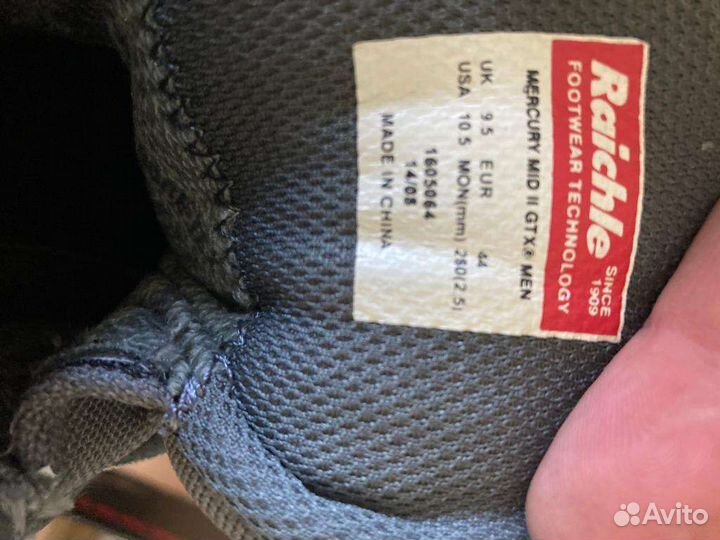 Raichle
SINCE
1909
FOOTWEAR TECHNOLOGY
MERCURY MID II GTX® MEN
UK 9.5 EUR 44
USA 10 5 MON(mm) 280(2.5)
1605064
14/08
MADE IN CHINA
Avito